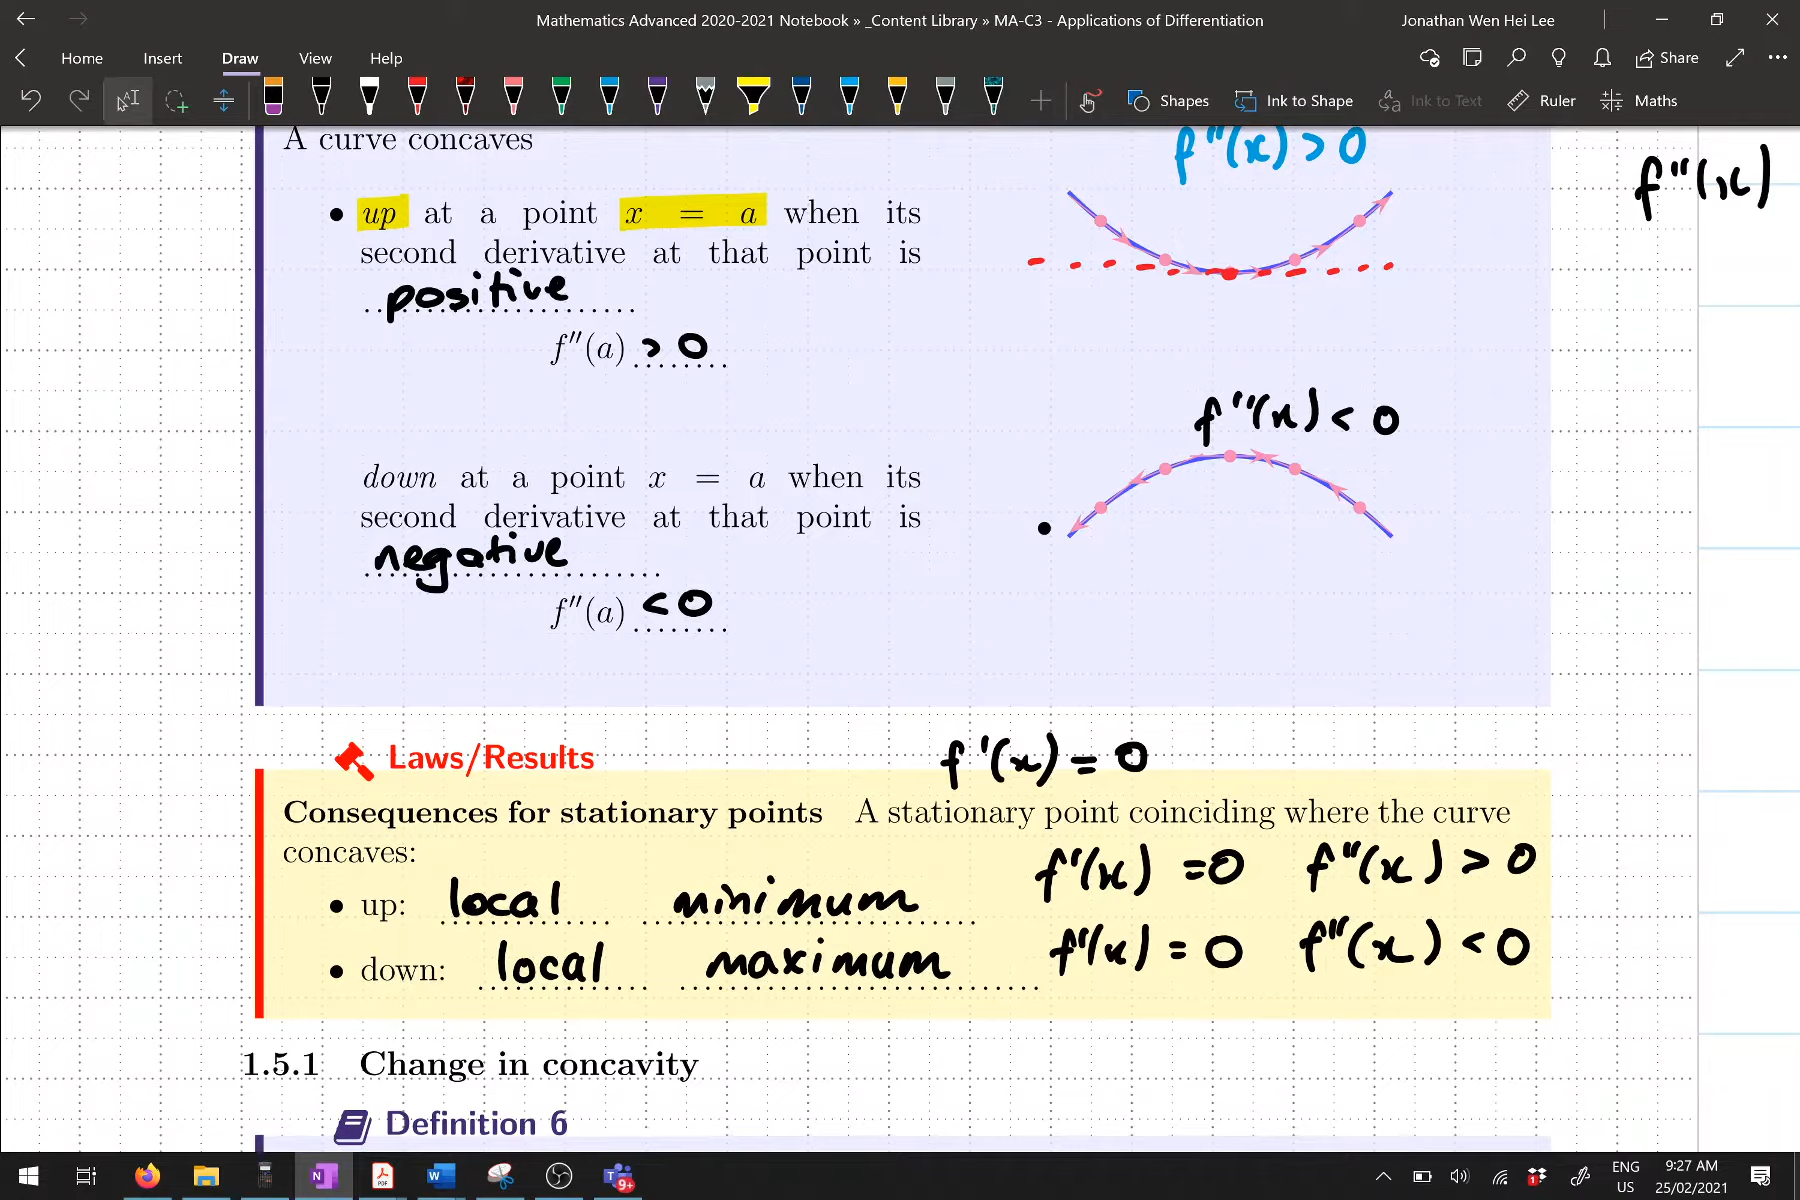 Mathematics Advanced 2020-2021 Notebook » _Content Library » MA-C3 - Applications of Differentiation
Jonathan Wen Hei Lee
Home Insert Draw View Help
Share
Shapes Ink to Shape Ink to Text Ruler Maths
A curve concaves
f''(x) > 0
f''(x)
• up at a point x = a when its
second derivative at that point is
positive
f''(a) > 0
f''(x) < 0
down at a point x = a when its
second derivative at that point is
negative
f''(a) < 0
Laws/Results
f'(x) = 0
Consequences for stationary points A stationary point coinciding where the curve
concaves:
f'(x) = 0 f''(x) > 0
• up: local minimum
f'(x) = 0 f''(x) < 0
• down: local maximum
1.5.1 Change in concavity
Definition 6
ENG
US
9:27 AM
25/02/2021